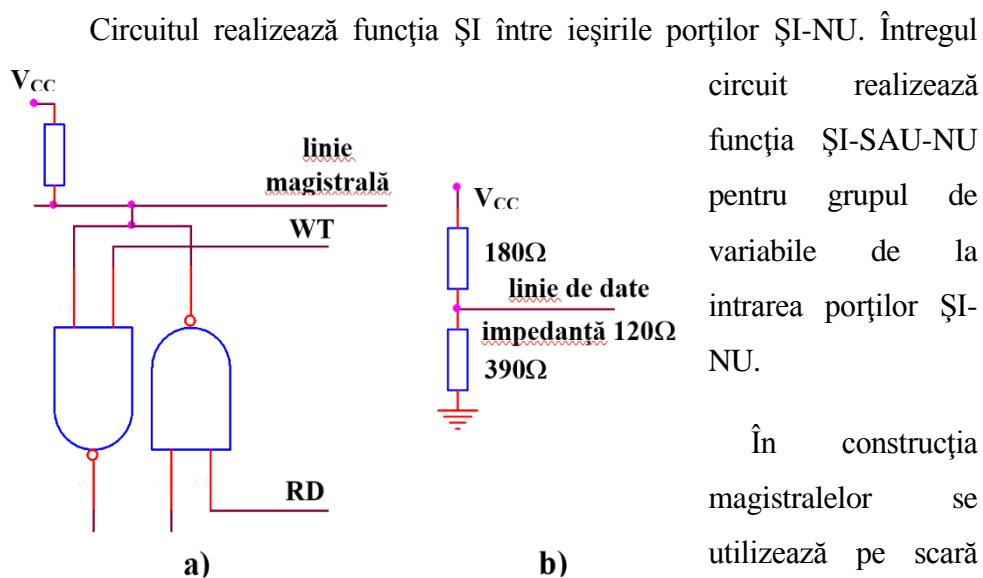 Circuitul realizează funcţia ŞI între ieşirile porţilor ŞI-NU. Întregul
circuit realizează
funcţia ŞI-SAU-NU
pentru grupul de
variabile de la
intrarea porţilor ŞI-
NU.
În construcţia
magistralelor se
utilizează pe scară
VCC
linie
magistrală
WT
RD
a)
VCC
180Ω
linie de date
impedanţă 120Ω
390Ω
b)